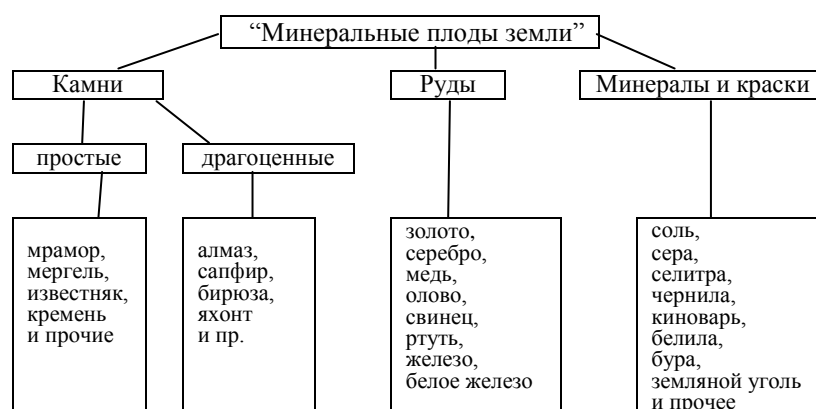 “Минеральные плоды земли”
Камни
Руды
Минералы и краски
простые
драгоценные
мрамор,
мергель,
известняк,
кремень
и прочие
алмаз,
сапфир,
бирюза,
яхонт
и пр.
золото,
серебро,
медь,
олово,
свинец,
ртуть,
железо,
белое железо
соль,
сера,
селитра,
чернила,
киноварь,
белила,
бура,
земляной уголь
и прочее